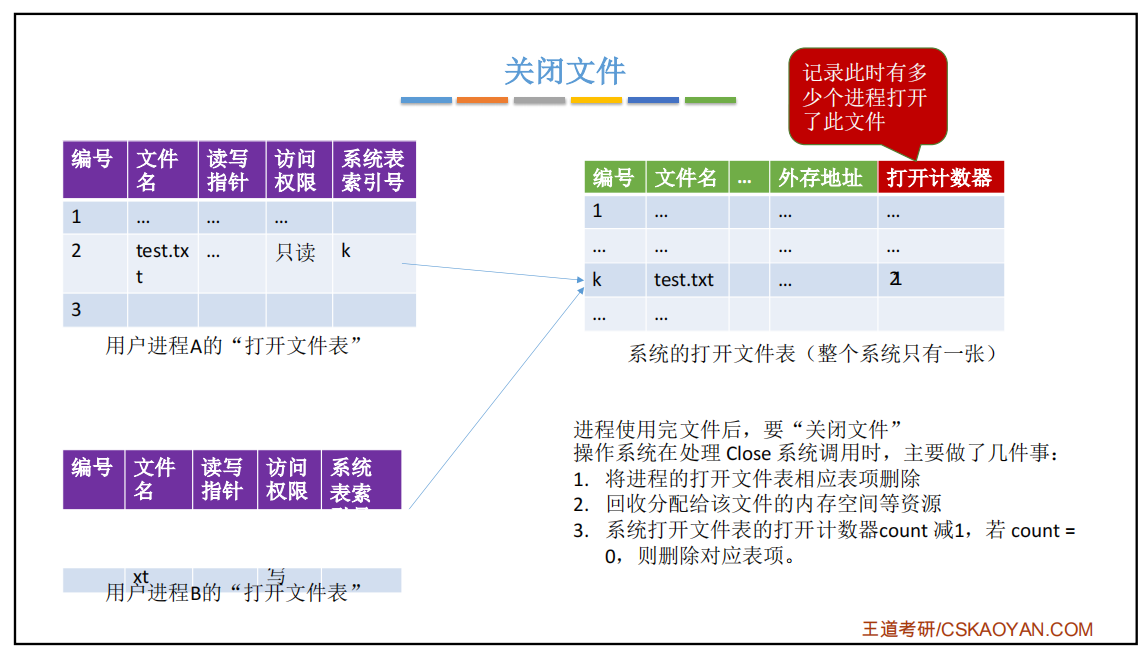 关闭文件
记录此时有多
少个进程打开
了此文件
编号 文件名 读写指针 访问权限 系统表索引号
1 … … …
2 test.txt … 只读 k
3
用户进程A的“打开文件表”
编号 文件名 … 外存地址 打开计数器
1 … … …
… … … …
k test.txt …
… …
系统的打开文件表（整个系统只有一张）
编号 文件名 读写指针 访问权限 系统表索
xt
用户进程B的“打开文件表”
进程使用完文件后，要“关闭文件”
操作系统在处理 Close 系统调用时，主要做了几件事：
1. 将进程的打开文件表相应表项删除
2. 回收分配给该文件的内存空间等资源
3. 系统打开文件表的打开计数器count 减1，若 count =
0，则删除对应表项。
王道考研/CSKAOYAN.COM